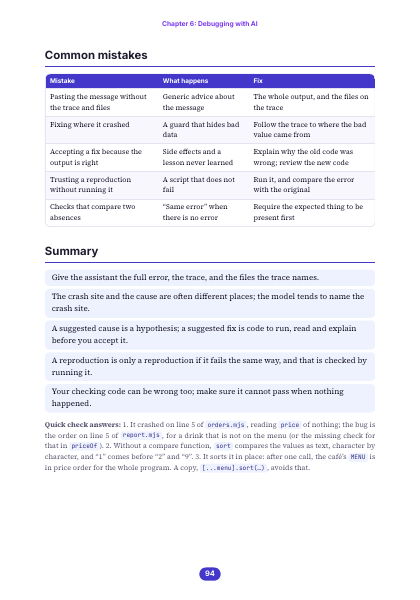 Chapter 6: Debugging with AI
Common mistakes
Mistake What happens Fix
Pasting the message without Generic advice about The whole output, and the files on
the trace and files the message the trace
Fixing where it crashed A guard that hides bad Follow the trace to where the bad
data value came from
Accepting a fix because the Side effects and a Explain why the old code was
output is right lesson never learned wrong; review the new code
Trusting a reproduction A script that does not Run it, and compare the error
without running it fail with the original
Checks that compare two “Same error” when Require the expected thing to be
absences there is no error present first
Summary
Give the assistant the full error, the trace, and the files the trace names.
The crash site and the cause are often different places; the model tends to name the
crash site.
A suggested cause is a hypothesis; a suggested fix is code to run, read and explain
before you accept it.
A reproduction is only a reproduction if it fails the same way, and that is checked by
running it.
Your checking code can be wrong too; make sure it cannot pass when nothing
happened.
Quick check answers: 1. It crashed on line 5 of orders.mjs, reading price of nothing; the bug is
the order on line 5 of report.mjs, for a drink that is not on the menu (or the missing check for
that in priceOf). 2. Without a compare function, sort compares the values as text, character by
character, and “1” comes before “2” and “9”. 3. It sorts it in place: after one call, the café’s MENU is
in price order for the whole program. A copy, [...menu].sort(…), avoids that.
94